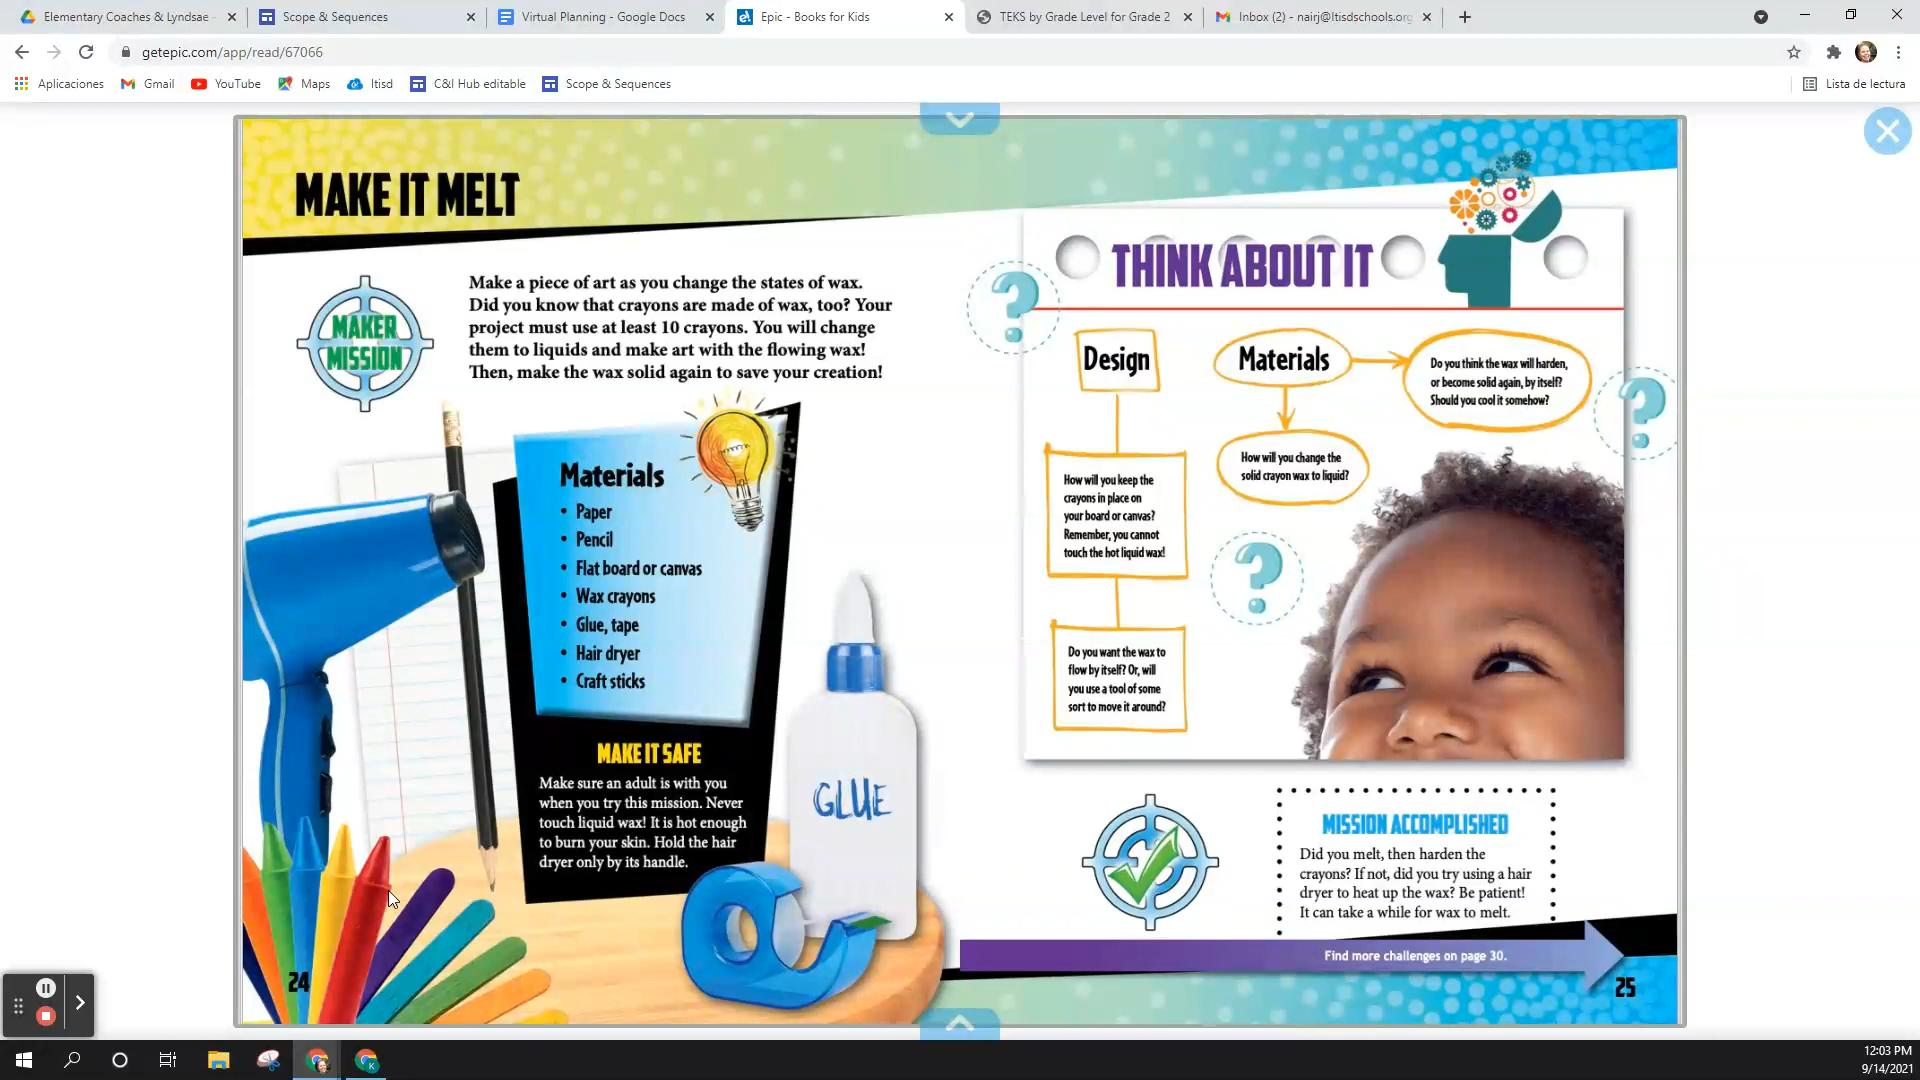 Elementary Coaches & Lyndsae -
Scope & Sequences
Virtual Planning - Google Docs
Epic - Books for Kids
TEKS by Grade Level for Grade 2
Inbox (2) - nairj@ltisdschools.org
getepic.com/app/read/67066
Aplicaciones
Gmail
YouTube
Maps
ltisd
C&I Hub editable
Scope & Sequences
Lista de lectura
MAKE IT MELT
MAKER
MISSION
Make a piece of art as you change the states of wax.
Did you know that crayons are made of wax, too? Your
project must use at least 10 crayons. You will change
them to liquids and make art with the flowing wax!
Then, make the wax solid again to save your creation!
Materials
• Paper
• Pencil
• Flat board or canvas
• Wax crayons
• Glue, tape
• Hair dryer
• Craft sticks
MAKE IT SAFE
Make sure an adult is with you
when you try this mission. Never
touch liquid wax! It is hot enough
to burn your skin. Hold the hair
dryer only by its handle.
GLUE
24
THINK ABOUT IT
?
?
?
Design
How will you keep the
crayons in place on
your board or canvas?
Remember, you cannot
touch the hot liquid wax!
Do you want the wax to
flow by itself? Or, will
you use a tool of some
sort to move it around?
Materials
Do you think the wax will harden,
or become solid again, by itself?
Should you cool it somehow?
How will you change the
solid crayon wax to liquid?
MISSION ACCOMPLISHED
Did you melt, then harden the
crayons? If not, did you try using a hair
dryer to heat up the wax? Be patient!
It can take a while for wax to melt.
Find more challenges on page 30.
25
K
12:03 PM
9/14/2021